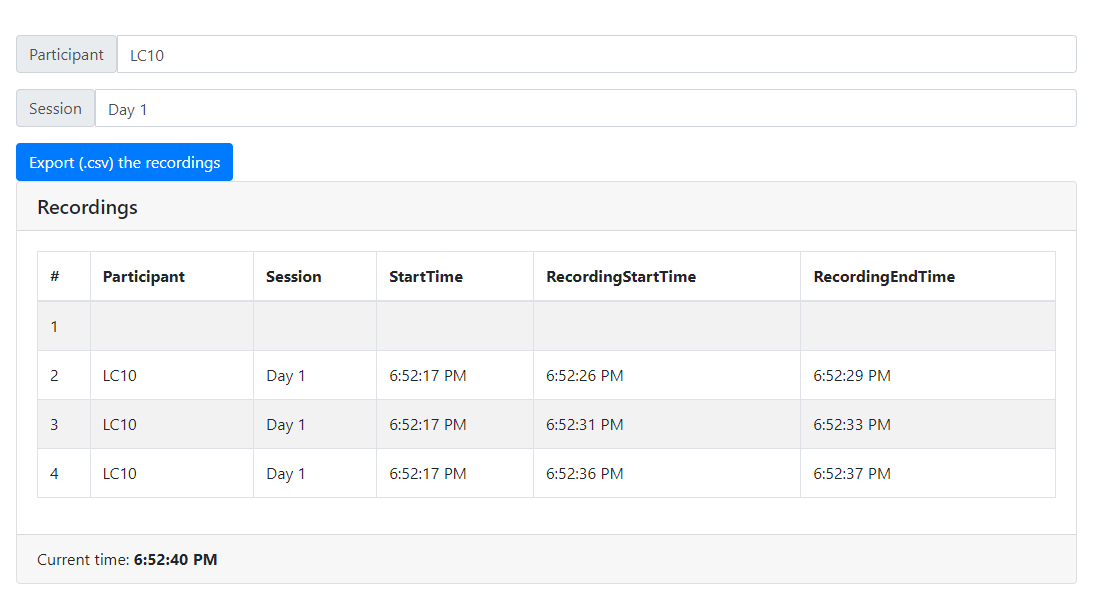 Participant LC10
Session Day 1
Export (.csv) the recordings
Recordings
# Participant Session StartTime RecordingStartTime RecordingEndTime
1
2 LC10 Day 1 6:52:17 PM 6:52:26 PM 6:52:29 PM
3 LC10 Day 1 6:52:17 PM 6:52:31 PM 6:52:33 PM
4 LC10 Day 1 6:52:17 PM 6:52:36 PM 6:52:37 PM
Current time: 6:52:40 PM